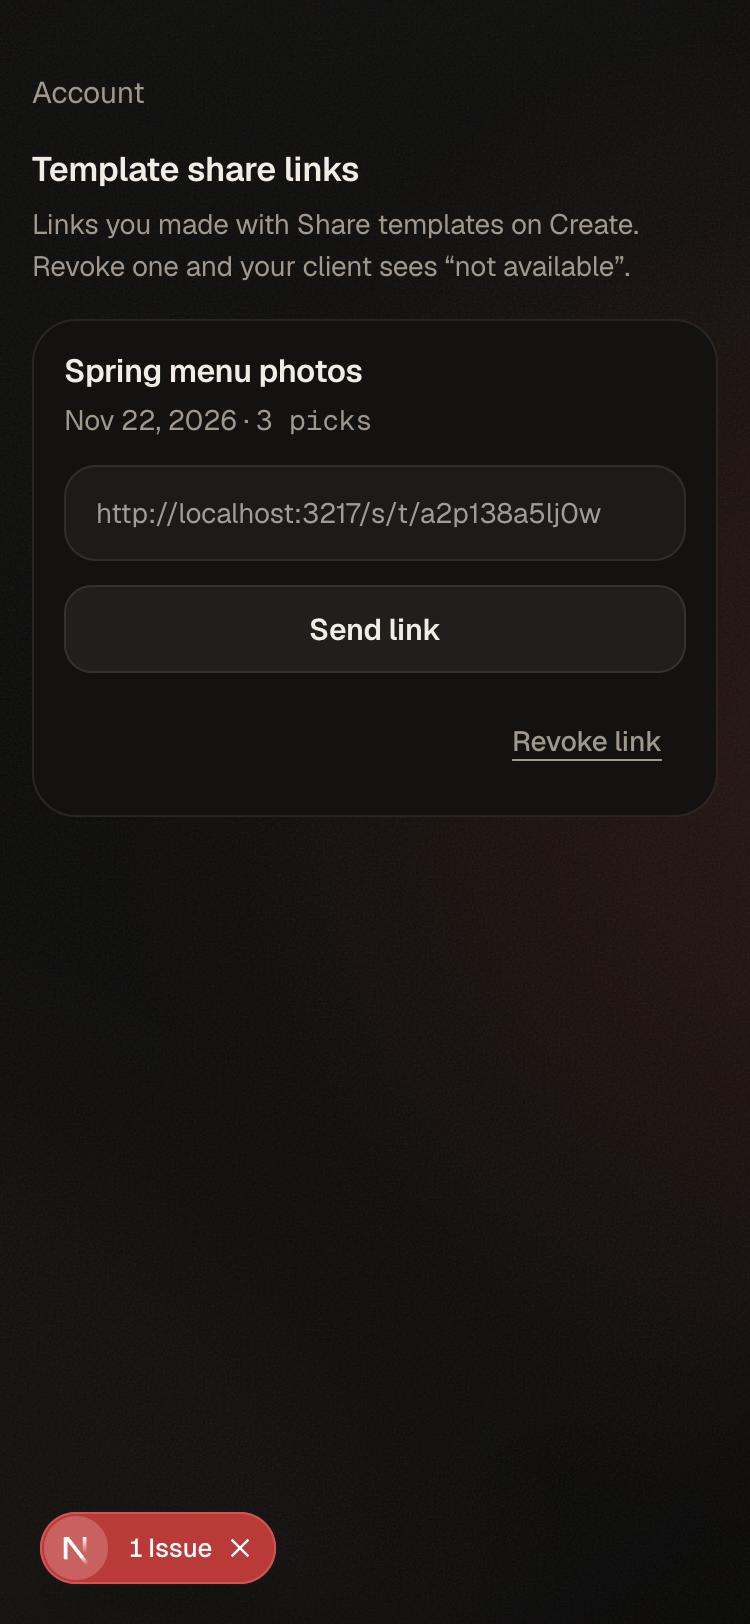 Account
Template share links
Links you made with Share templates on Create.
Revoke one and your client sees “not available”.
Spring menu photos
Nov 22, 2026 · 3 picks
http://localhost:3217/s/t/a2p138a5lj0w
Send link
Revoke link
N 1 Issue